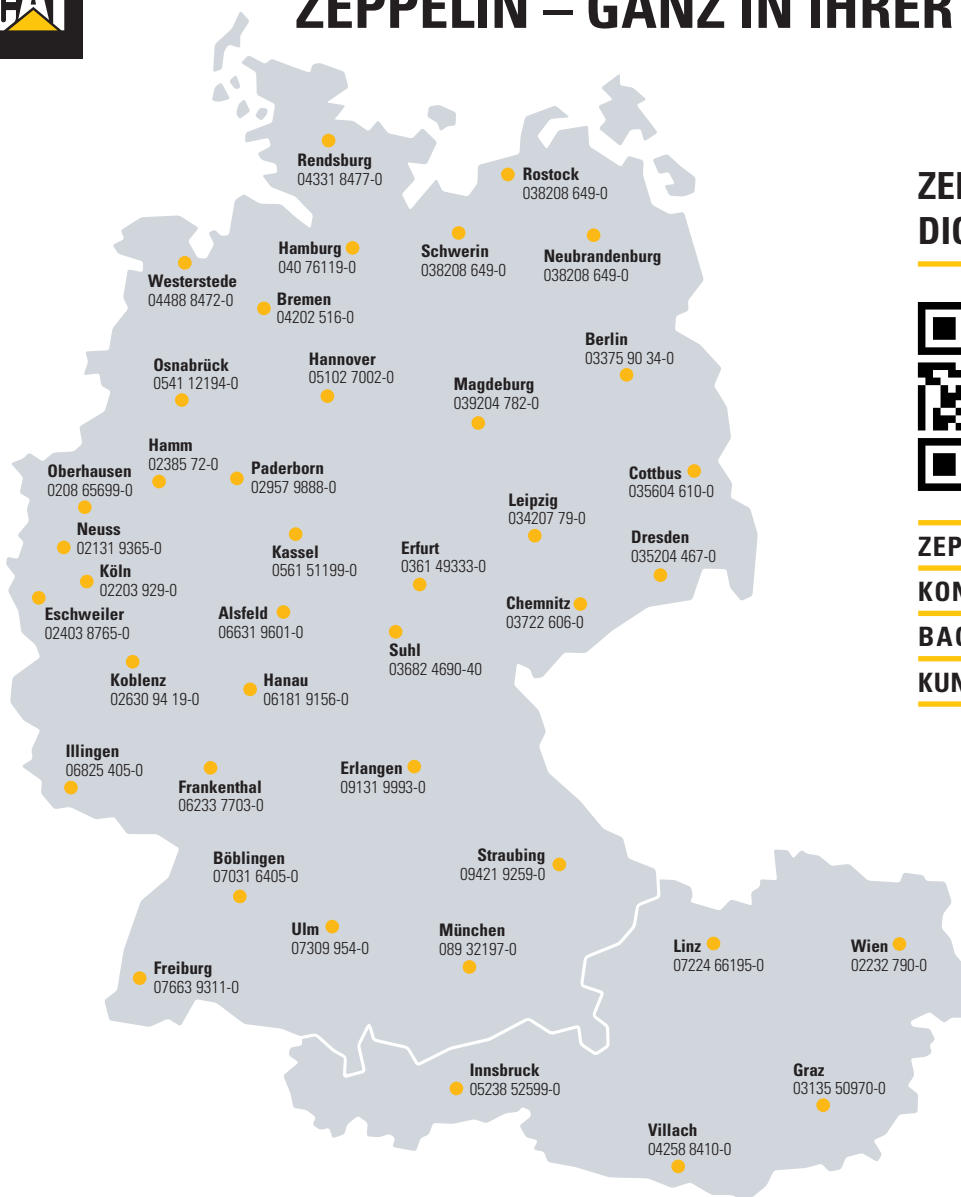 ZEPPELIN – GANZ IN IHRER
Rendsburg
04331 8477-0
Rostock
038208 649-0
Hamburg
040 76119-0
Schwerin
038208 649-0
Neubrandenburg
038208 649-0
Westerstede
04488 8472-0
Bremen
04202 516-0
Berlin
03375 90 34-0
Osnabrück
0541 12194-0
Hannover
05102 7002-0
Magdeburg
039204 782-0
Hamm
02385 72-0
Oberhausen
0208 65699-0
Paderborn
02957 9888-0
Cottbus
035604 610-0
Leipzig
034207 79-0
Neuss
02131 9365-0
Kassel
0561 51199-0
Erfurt
0361 49333-0
Dresden
035204 467-0
Köln
02203 929-0
Eschweiler
02403 8765-0
Alsfeld
06631 9601-0
Chemnitz
03722 606-0
Suhl
03682 4690-40
Koblenz
02630 94 19-0
Hanau
06181 9156-0
Illingen
06825 405-0
Frankenthal
06233 7703-0
Erlangen
09131 9993-0
Böblingen
07031 6405-0
Straubing
09421 9259-0
Ulm
07309 954-0
München
089 32197-0
Linz
07224 66195-0
Wien
02232 790-0
Freiburg
07663 9311-0
Innsbruck
05238 52599-0
Graz
03135 50970-0
Villach
04258 8410-0